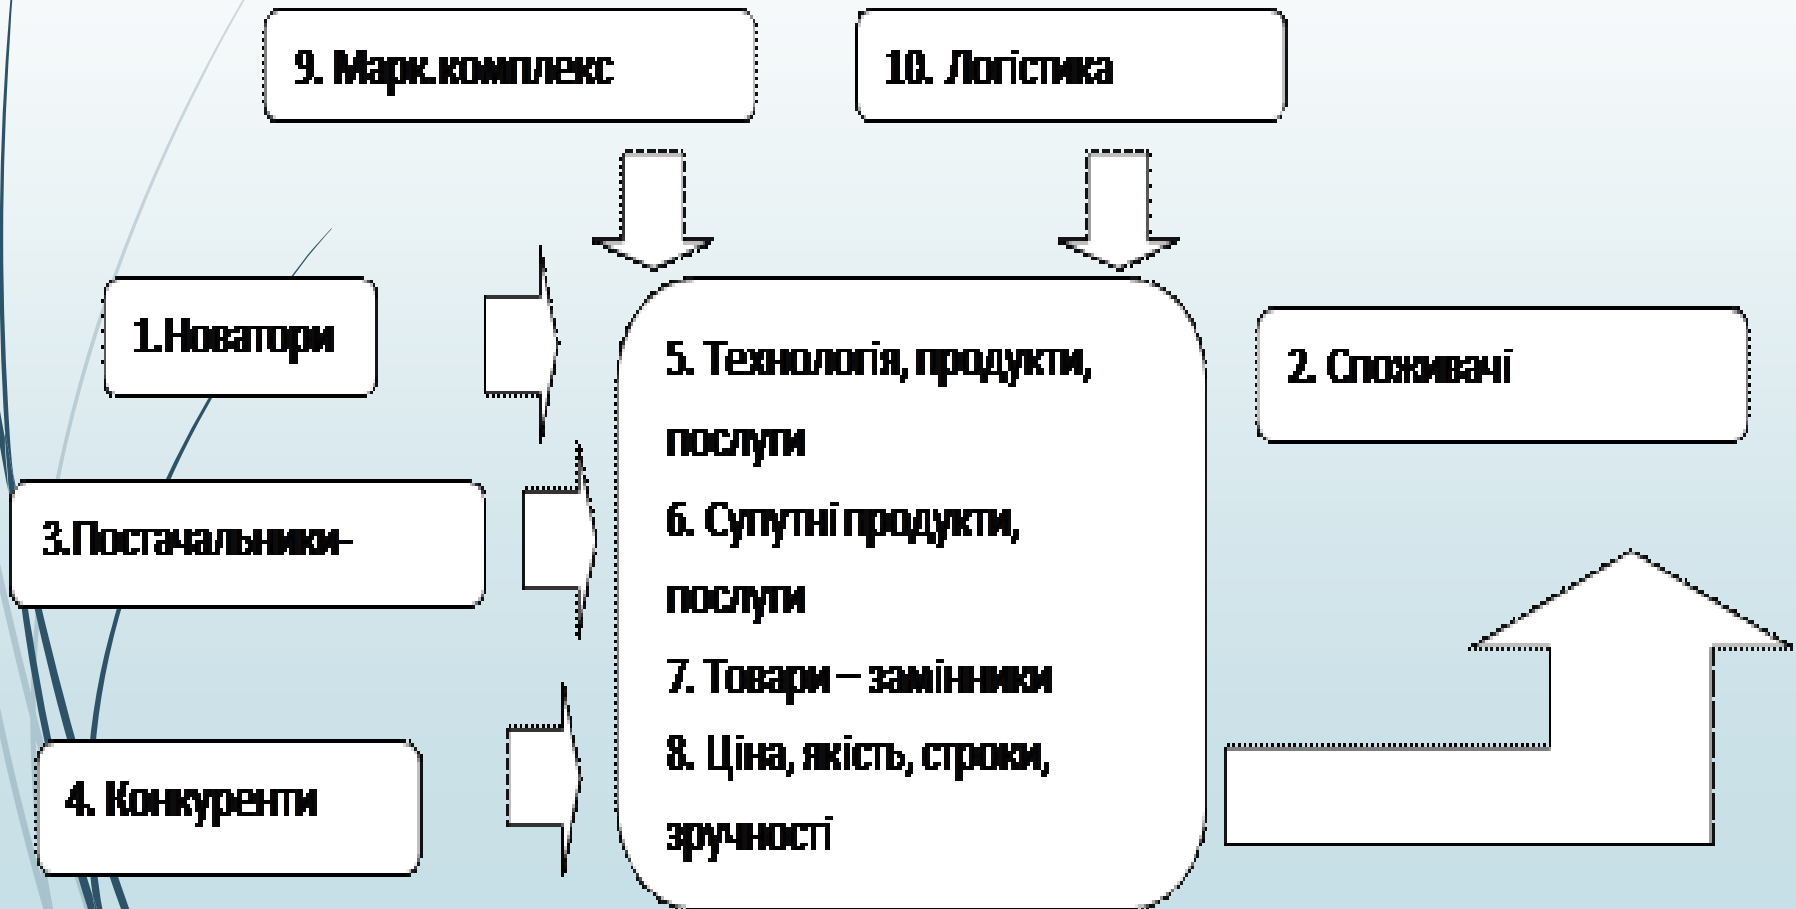 9. Марк.комплекс
10. Логістика
1.Новатори
5. Технологія, продукти,
послуги
6. Супутні продукти,
послуги
7. Товари – замінники
8. Ціна, якість, строки,
зручності
2. Споживачі
3.Постачальники-
4. Конкуренти